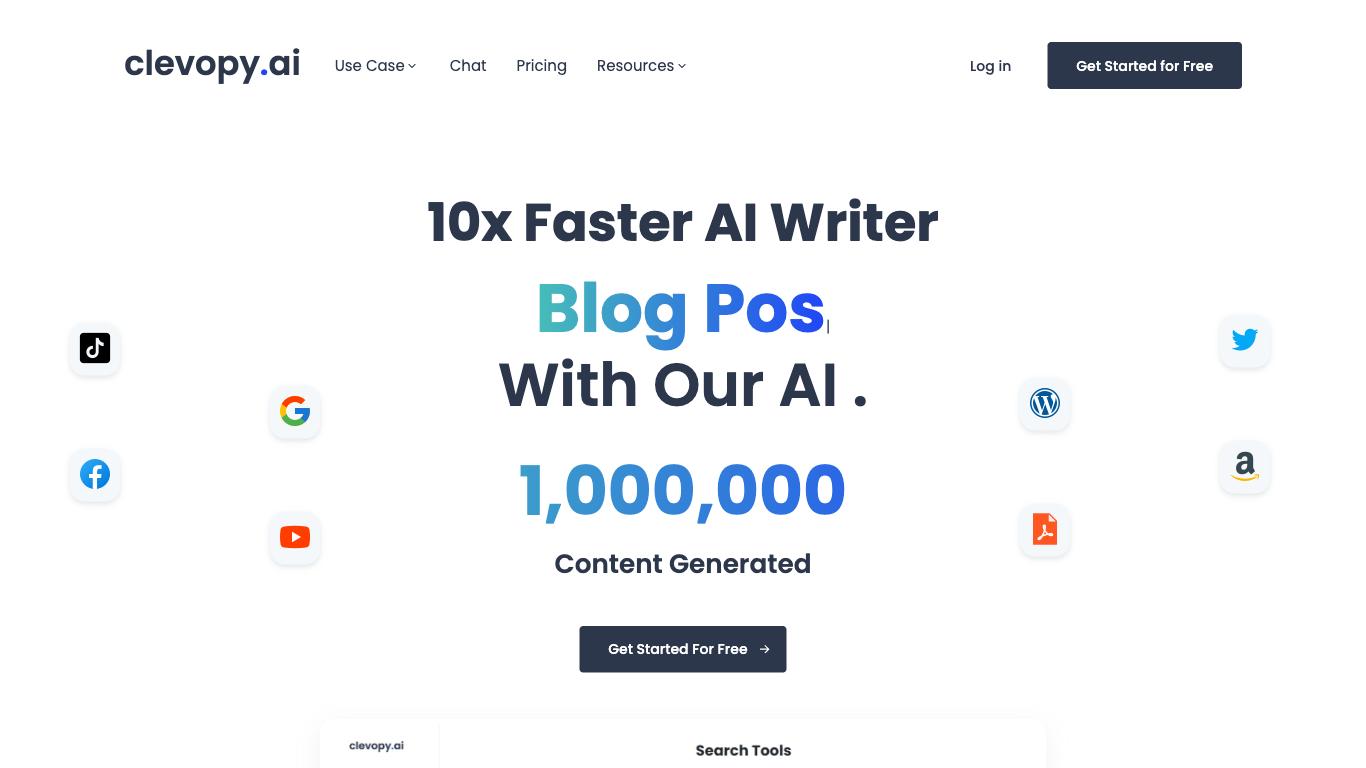 clevopy.ai
Use Case
Chat
Pricing
Resources
Log in
Get Started for Free
10x Faster AI Writer
Blog Pos
With Our AI .
1,000,000
Content Generated
Get Started For Free
clevopy.ai
Search Tools